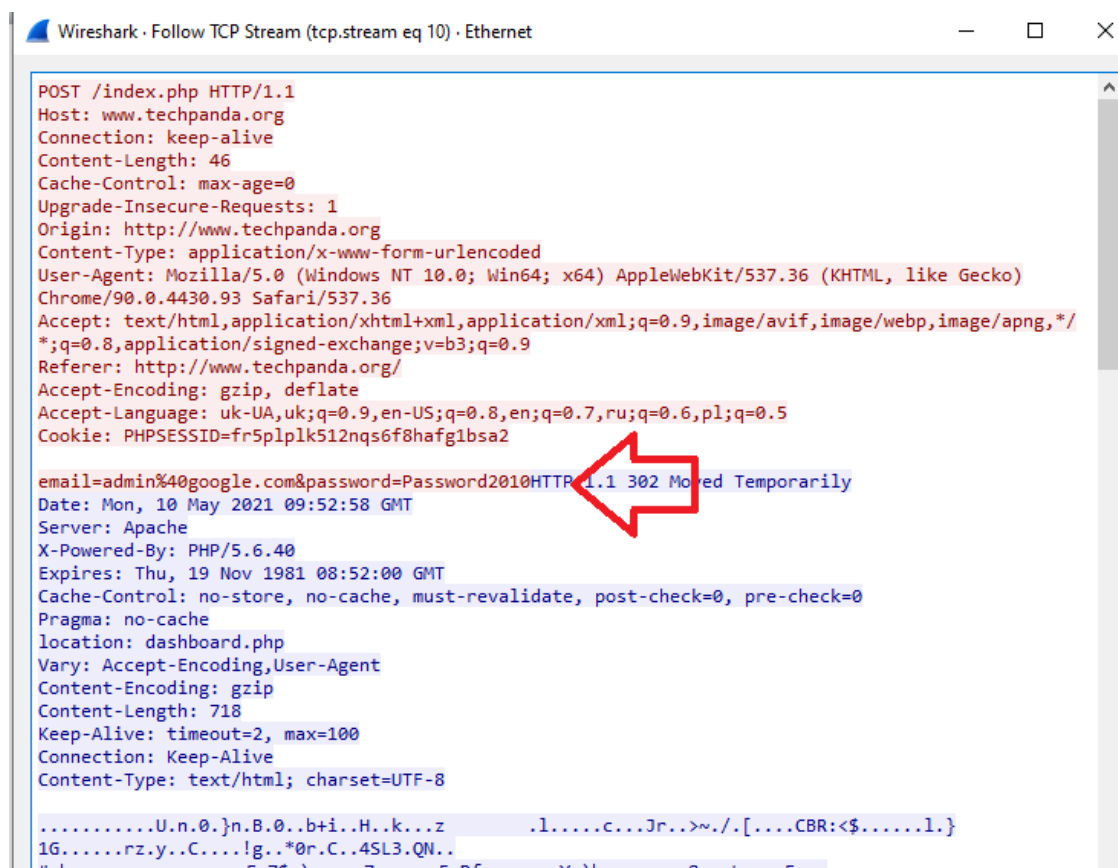 Wireshark · Follow TCP Stream (tcp.stream eq 10) · Ethernet
POST /index.php HTTP/1.1
Host: www.techpanda.org
Connection: keep-alive
Content-Length: 46
Cache-Control: max-age=0
Upgrade-Insecure-Requests: 1
Origin: http://www.techpanda.org
Content-Type: application/x-www-form-urlencoded
User-Agent: Mozilla/5.0 (Windows NT 10.0; Win64; x64) AppleWebKit/537.36 (KHTML, like Gecko)
Chrome/90.0.4430.93 Safari/537.36
Accept: text/html,application/xhtml+xml,application/xml;q=0.9,image/avif,image/webp,image/apng,*/
*;q=0.8,application/signed-exchange;v=b3;q=0.9
Referer: http://www.techpanda.org/
Accept-Encoding: gzip, deflate
Accept-Language: uk-UA,uk;q=0.9,en-US;q=0.8,en;q=0.7,ru;q=0.6,pl;q=0.5
Cookie: PHPSESSID=fr5plplk512nqs6f8hafg1bsa2
email=admin%40google.com&password=Password2010HTTP/1.1 302 Moved Temporarily
Date: Mon, 10 May 2021 09:52:58 GMT
Server: Apache
X-Powered-By: PHP/5.6.40
Expires: Thu, 19 Nov 1981 08:52:00 GMT
Cache-Control: no-store, no-cache, must-revalidate, post-check=0, pre-check=0
Pragma: no-cache
location: dashboard.php
Vary: Accept-Encoding,User-Agent
Content-Encoding: gzip
Content-Length: 718
Keep-Alive: timeout=2, max=100
Connection: Keep-Alive
Content-Type: text/html; charset=UTF-8
...........U.n.0.}n.B.0..b+i..H..k...z .l.....c...Jr..>~./.[....CBR:<$......l.}
1G......rz.y..C....!g..*0r.C..4SL3.QN..